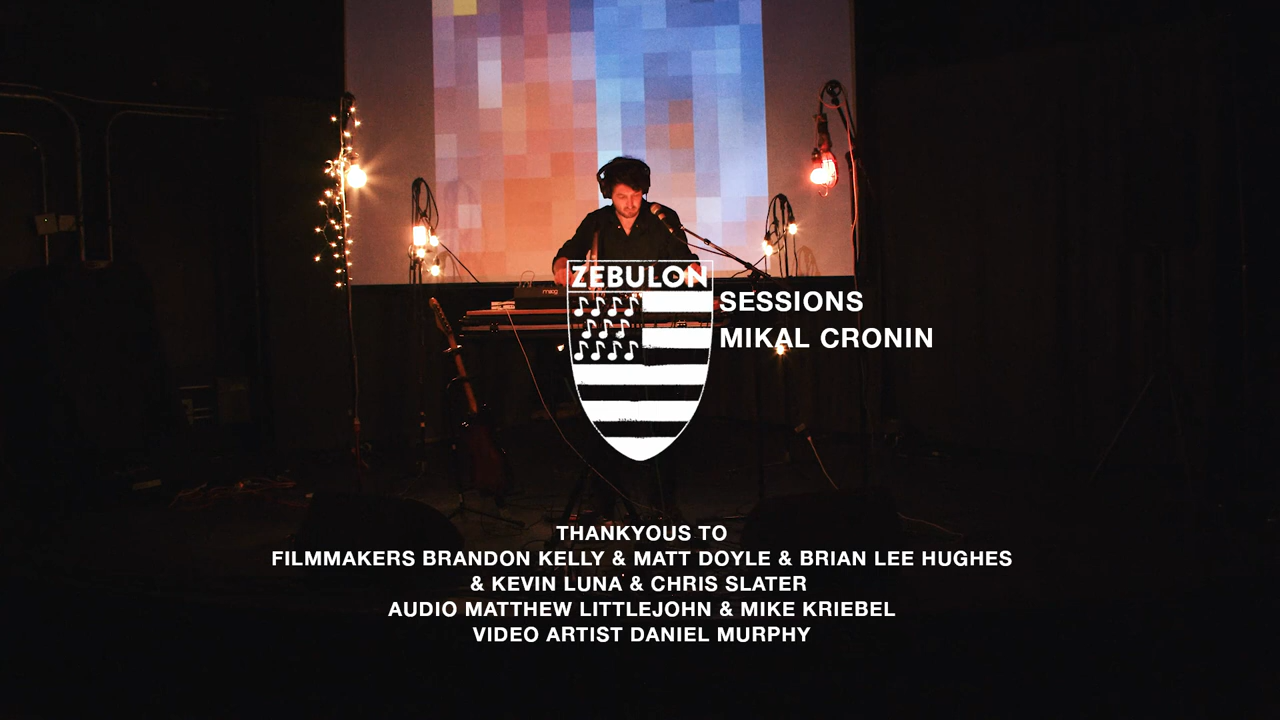 ZEBULON
SESSIONS
MIKAL CRONIN
THANKYOUS TO
FILMMAKERS BRANDON KELLY & MATT DOYLE & BRIAN LEE HUGHES
& KEVIN LUNA & CHRIS SLATER
AUDIO MATTHEW LITTLEJOHN & MIKE KRIEBEL
VIDEO ARTIST DANIEL MURPHY